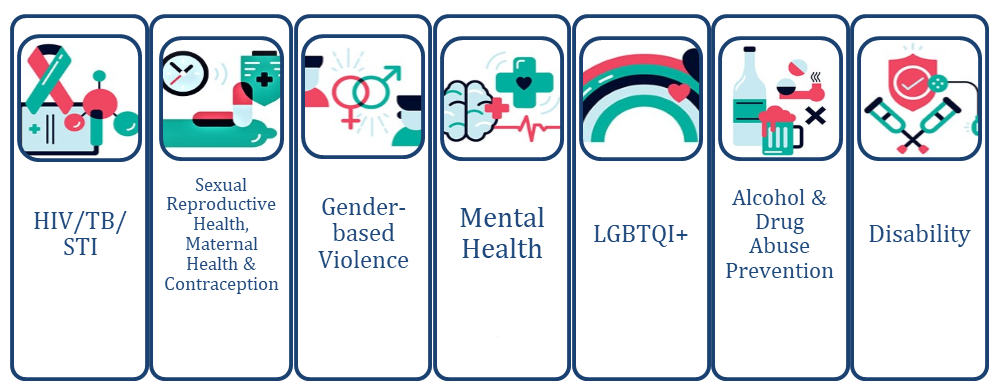 HIV/TB/
STI
Sexual
Reproductive
Health,
Maternal
Health &
Contraception
Gender-
based
Violence
Mental
Health
LGBTQI+
Alcohol &
Drug
Abuse
Prevention
Disability